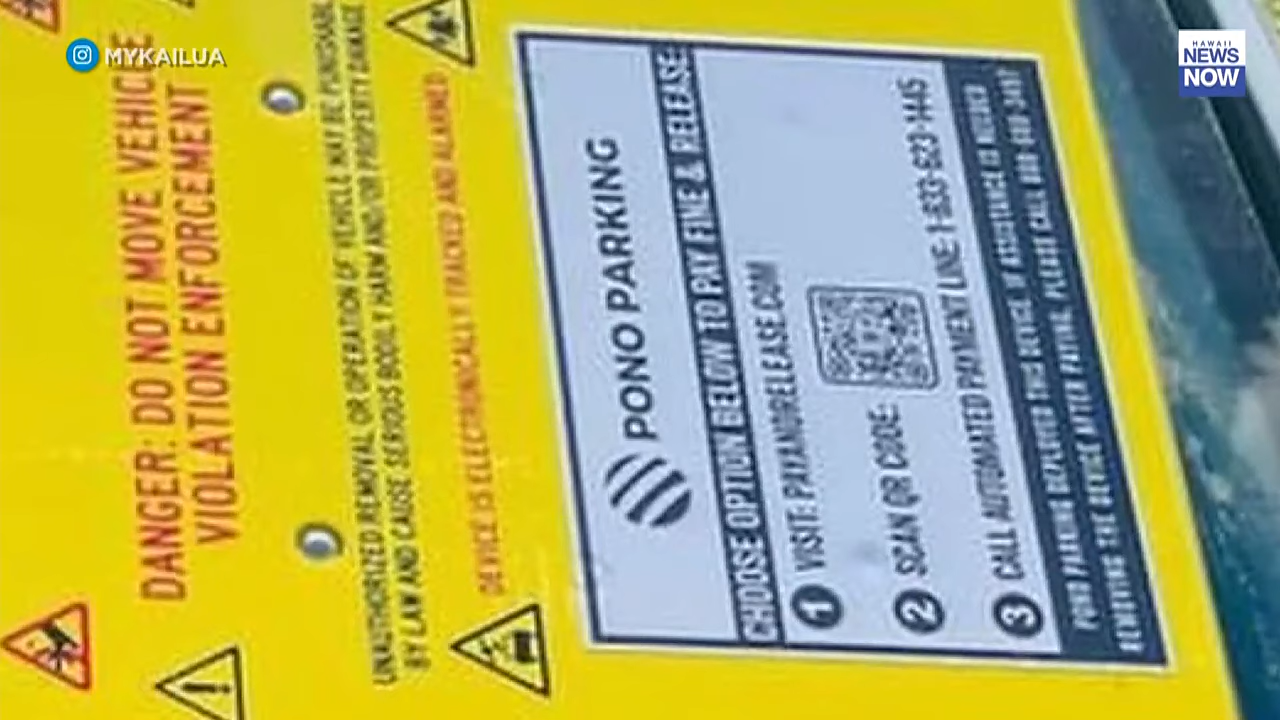 MYKAILUA
HAWAII
NEWS
NOW
DANGER: DO NOT MOVE VEHICLE
VIOLATION ENFORCEMENT
UNAUTHORIZED REMOVAL OR OPERATION OF VEHICLE MAY BE PUNISHABLE
BY LAW AND CAUSE SERIOUS BODILY HARM AND/OR PROPERTY DAMAGE
DEVICE IS ELECTRONICALLY TRACKED AND ALARMED
PONO PARKING
CHOOSE OPTION BELOW TO PAY FINE & RELEASE
1 VISIT: PAYANDRELEASE.COM
2 SCAN QR CODE:
3 CALL AUTOMATED PAYMENT LINE: 1-833-623-1445
PONO PARKING DEPLOYED THIS DEVICE. IF ASSISTANCE IS NEEDED
REMOVING THE DEVICE AFTER PAYING, PLEASE CALL